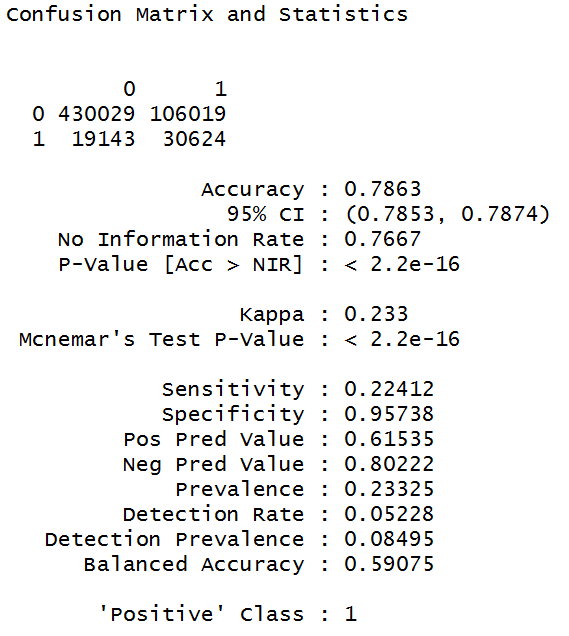 Confusion Matrix and Statistics
0 1
0 430029 106019
1 19143 30624
Accuracy : 0.7863
95% CI : (0.7853, 0.7874)
No Information Rate : 0.7667
P-Value [Acc > NIR] : < 2.2e-16
Kappa : 0.233
Mcnemar's Test P-Value : < 2.2e-16
Sensitivity : 0.22412
Specificity : 0.95738
Pos Pred Value : 0.61535
Neg Pred Value : 0.80222
Prevalence : 0.23325
Detection Rate : 0.05228
Detection Prevalence : 0.08495
Balanced Accuracy : 0.59075
'Positive' Class : 1